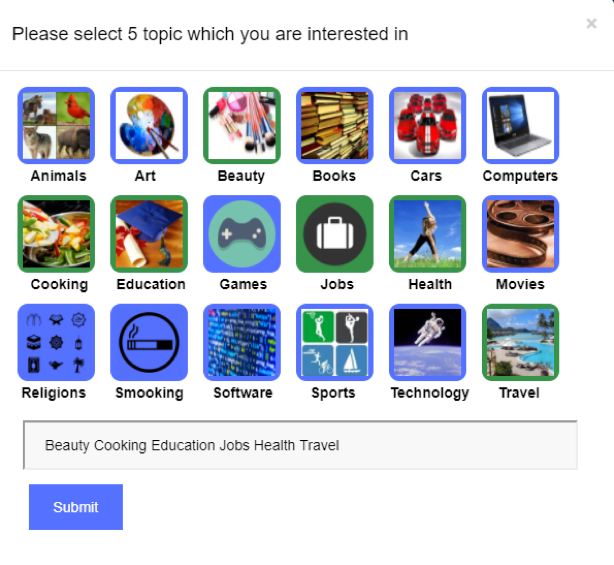 Please select 5 topic which you are interested in
×
Animals Art Beauty Books Cars Computers
Cooking Education Games Jobs Health Movies
Religions Smooking Software Sports Technology Travel
Beauty Cooking Education Jobs Health Travel
Submit